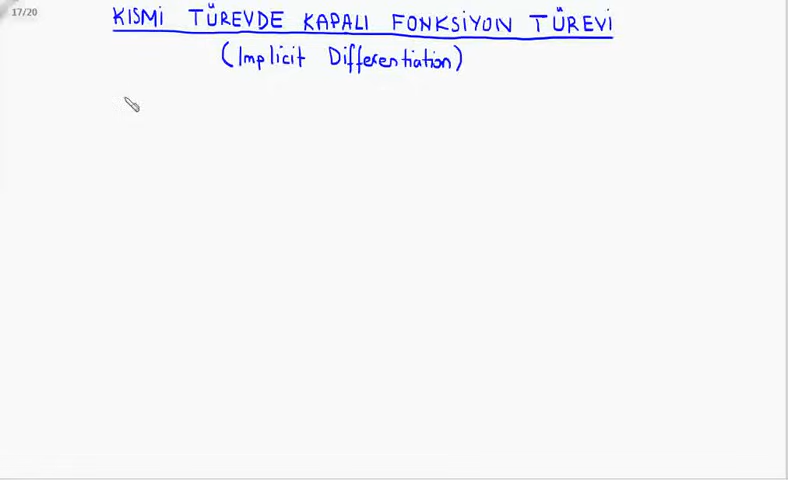 17/20
KISMİ TÜREVDE KAPALI FONKSİYON TÜREVİ
(Implicit Differentiation)